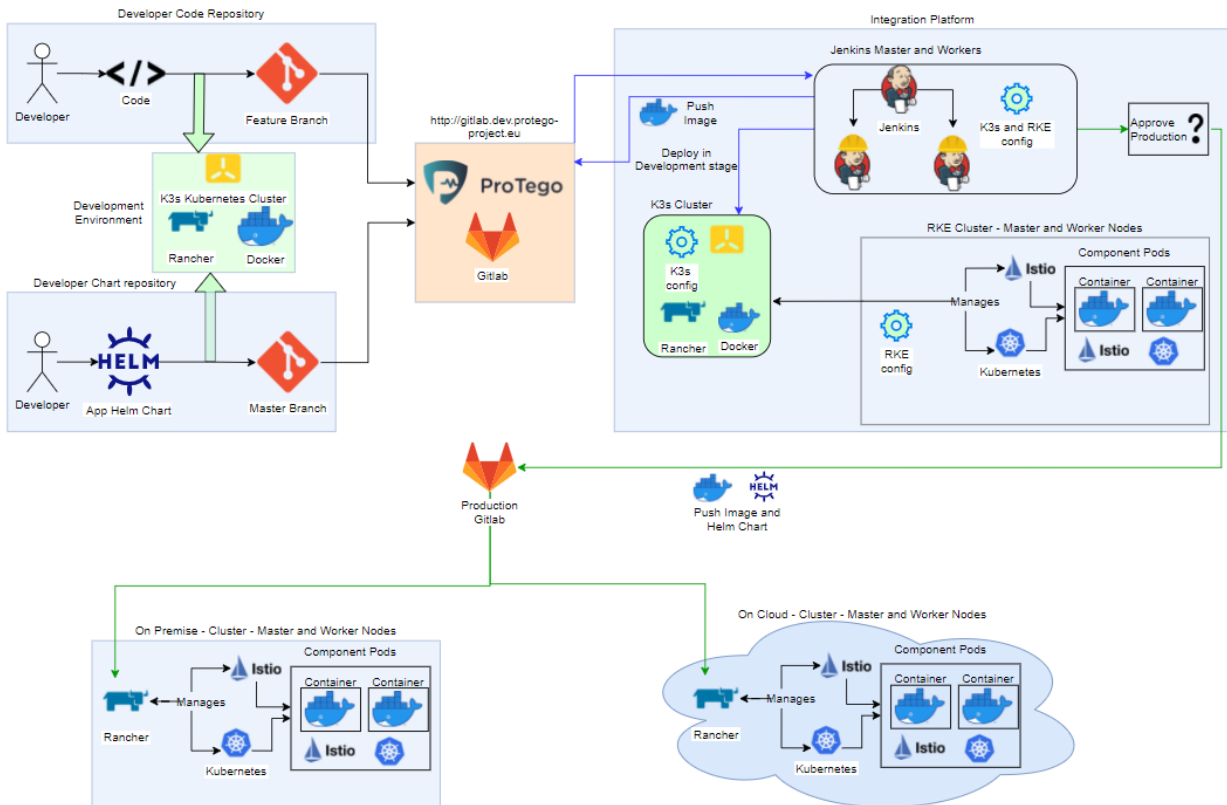 Developer Code Repository
Developer
Code
Feature Branch
Development
Environment
K3s Kubernetes Cluster
Rancher
Docker
Developer Chart repository
Developer
HELM
App Helm Chart
Master Branch
http://gitlab.dev.protego-
project.eu
ProTego
Gitlab
Integration Platform
Jenkins Master and Workers
Jenkins
K3s and RKE
config
Push
Image
Deploy in
Development stage
Approve
Production
?
K3s Cluster
K3s
config
Rancher
Docker
RKE Cluster - Master and Worker Nodes
Manages
RKE
config
Istio
Kubernetes
Component Pods
Container
Container
Istio
Production
Gitlab
HELM
Push Image and
Helm Chart
On Premise - Cluster - Master and Worker Nodes
Rancher
Manages
Istio
Kubernetes
Component Pods
Container
Container
Istio
On Cloud - Cluster - Master and Worker Nodes
Rancher
Manages
Istio
Kubernetes
Component Pods
Container
Container
Istio